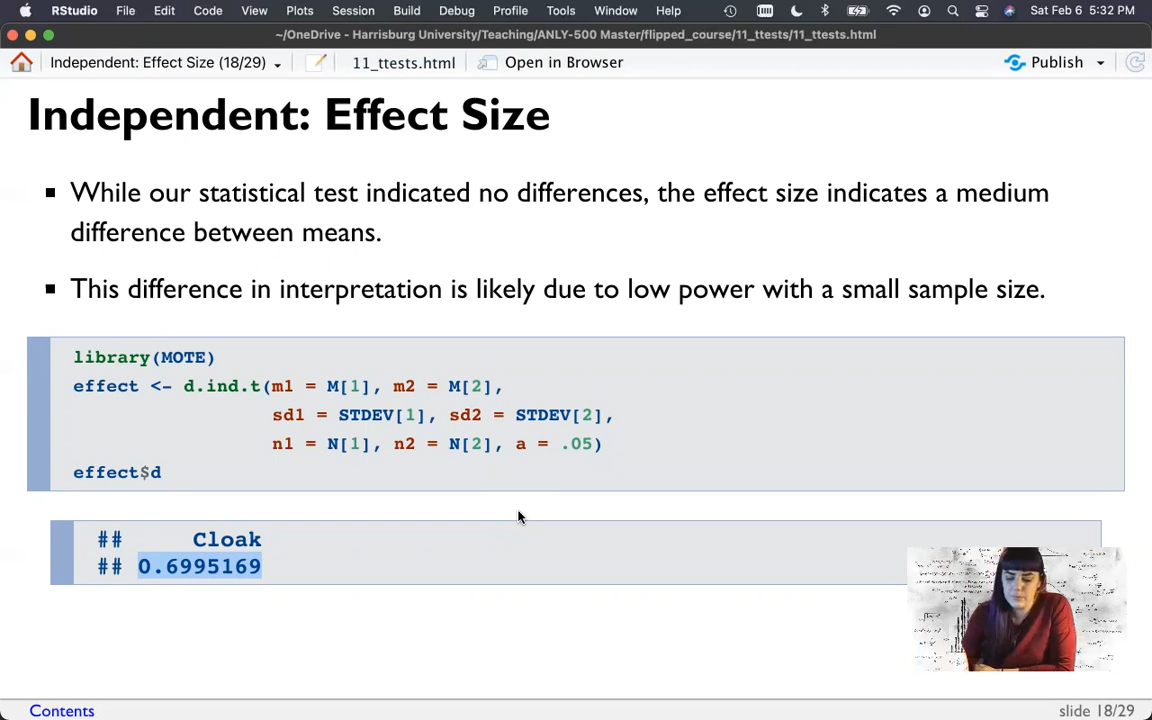 RStudio File Edit Code View Plots Session Build Debug Profile Tools Window Help Sat Feb 6 5:32 PM
~/OneDrive - Harrisburg University/Teaching/ANLY-500 Master/flipped_course/11_ttests/11_ttests.html
Independent: Effect Size (18/29) 11_ttests.html Open in Browser Publish
Independent: Effect Size
While our statistical test indicated no differences, the effect size indicates a medium
difference between means.
This difference in interpretation is likely due to low power with a small sample size.
library(MOTE)
effect <- d.ind.t(m1 = M[1], m2 = M[2],
sd1 = STDEV[1], sd2 = STDEV[2],
n1 = N[1], n2 = N[2], a = .05)
effect$d
## Cloak
## 0.6995169
Contents slide 18/29